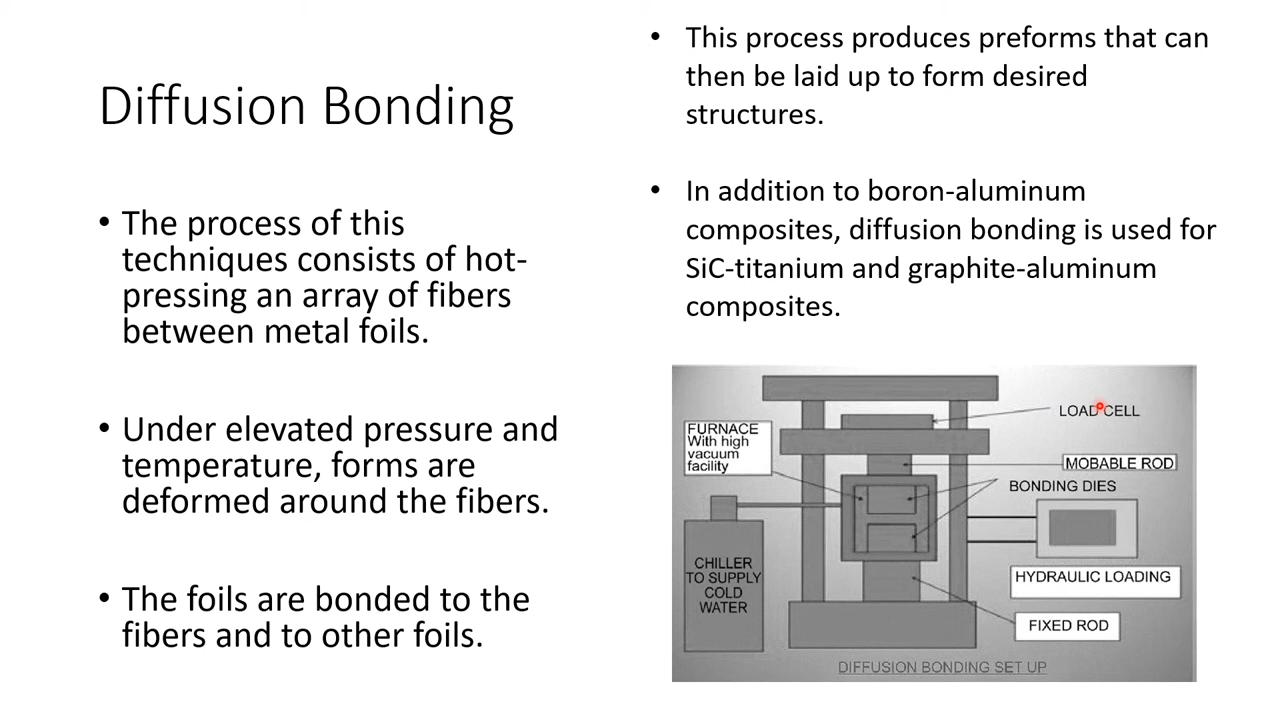 Diffusion Bonding
• The process of this
techniques consists of hot-
pressing an array of fibers
between metal foils.
• Under elevated pressure and
temperature, forms are
deformed around the fibers.
• The foils are bonded to the
fibers and to other foils.
• This process produces preforms that can
then be laid up to form desired
structures.
• In addition to boron-aluminum
composites, diffusion bonding is used for
SiC-titanium and graphite-aluminum
composites.
LOAD CELL
FURNACE
With high
vacuum
facility
MOBABLE ROD
BONDING DIES
CHILLER
TO SUPPLY
COLD
WATER
HYDRAULIC LOADING
FIXED ROD
DIFFUSION BONDING SET UP